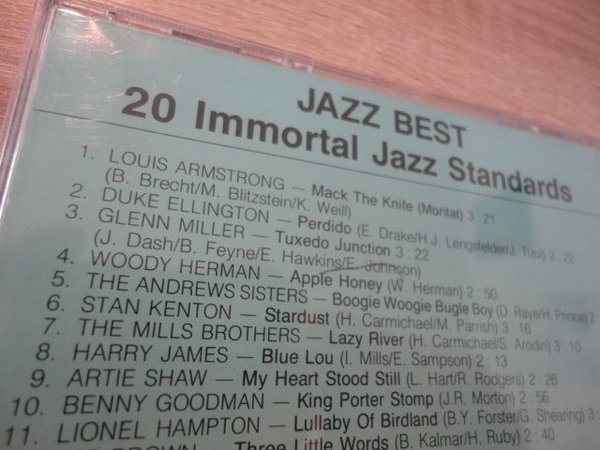 JAZZ BEST
20 Immortal Jazz Standards
1. LOUIS ARMSTRONG — Mack The Knife (Moritat) 3 : 21
(B. Brecht/M. Blitzstein/K. Weill)
2. DUKE ELLINGTON — Perdido (E. Drake/H.J. Lengsfelder/J. Tizol) 2 : 22
3. GLENN MILLER — Tuxedo Junction 3 : 22
(J. Dash/B. Feyne/E. Hawkins/E. Johnson)
4. WOODY HERMAN — Apple Honey (W. Herman) 2 : 50
5. THE ANDREWS SISTERS — Boogie Woogie Bugle Boy (D. Raye/H. Prince) 2
6. STAN KENTON — Stardust (H. Carmichael/M. Parrish) 3 : 16
7. THE MILLS BROTHERS — Lazy River (H. Carmichael/S. Arodin) 3 : 10
8. HARRY JAMES — Blue Lou (I. Mills/E. Sampson) 2 : 13
9. ARTIE SHAW — My Heart Stood Still (L. Hart/R. Rodgers) 2 : 26
10. BENNY GOODMAN — King Porter Stomp (J.R. Morton) 2 : 56
11. LIONEL HAMPTON — Lullaby Of Birdland (B.Y. Forster/G. Shearing) 3
BROWN — Three Little Words (B. Kalmar/H. Ruby) 2 : 40